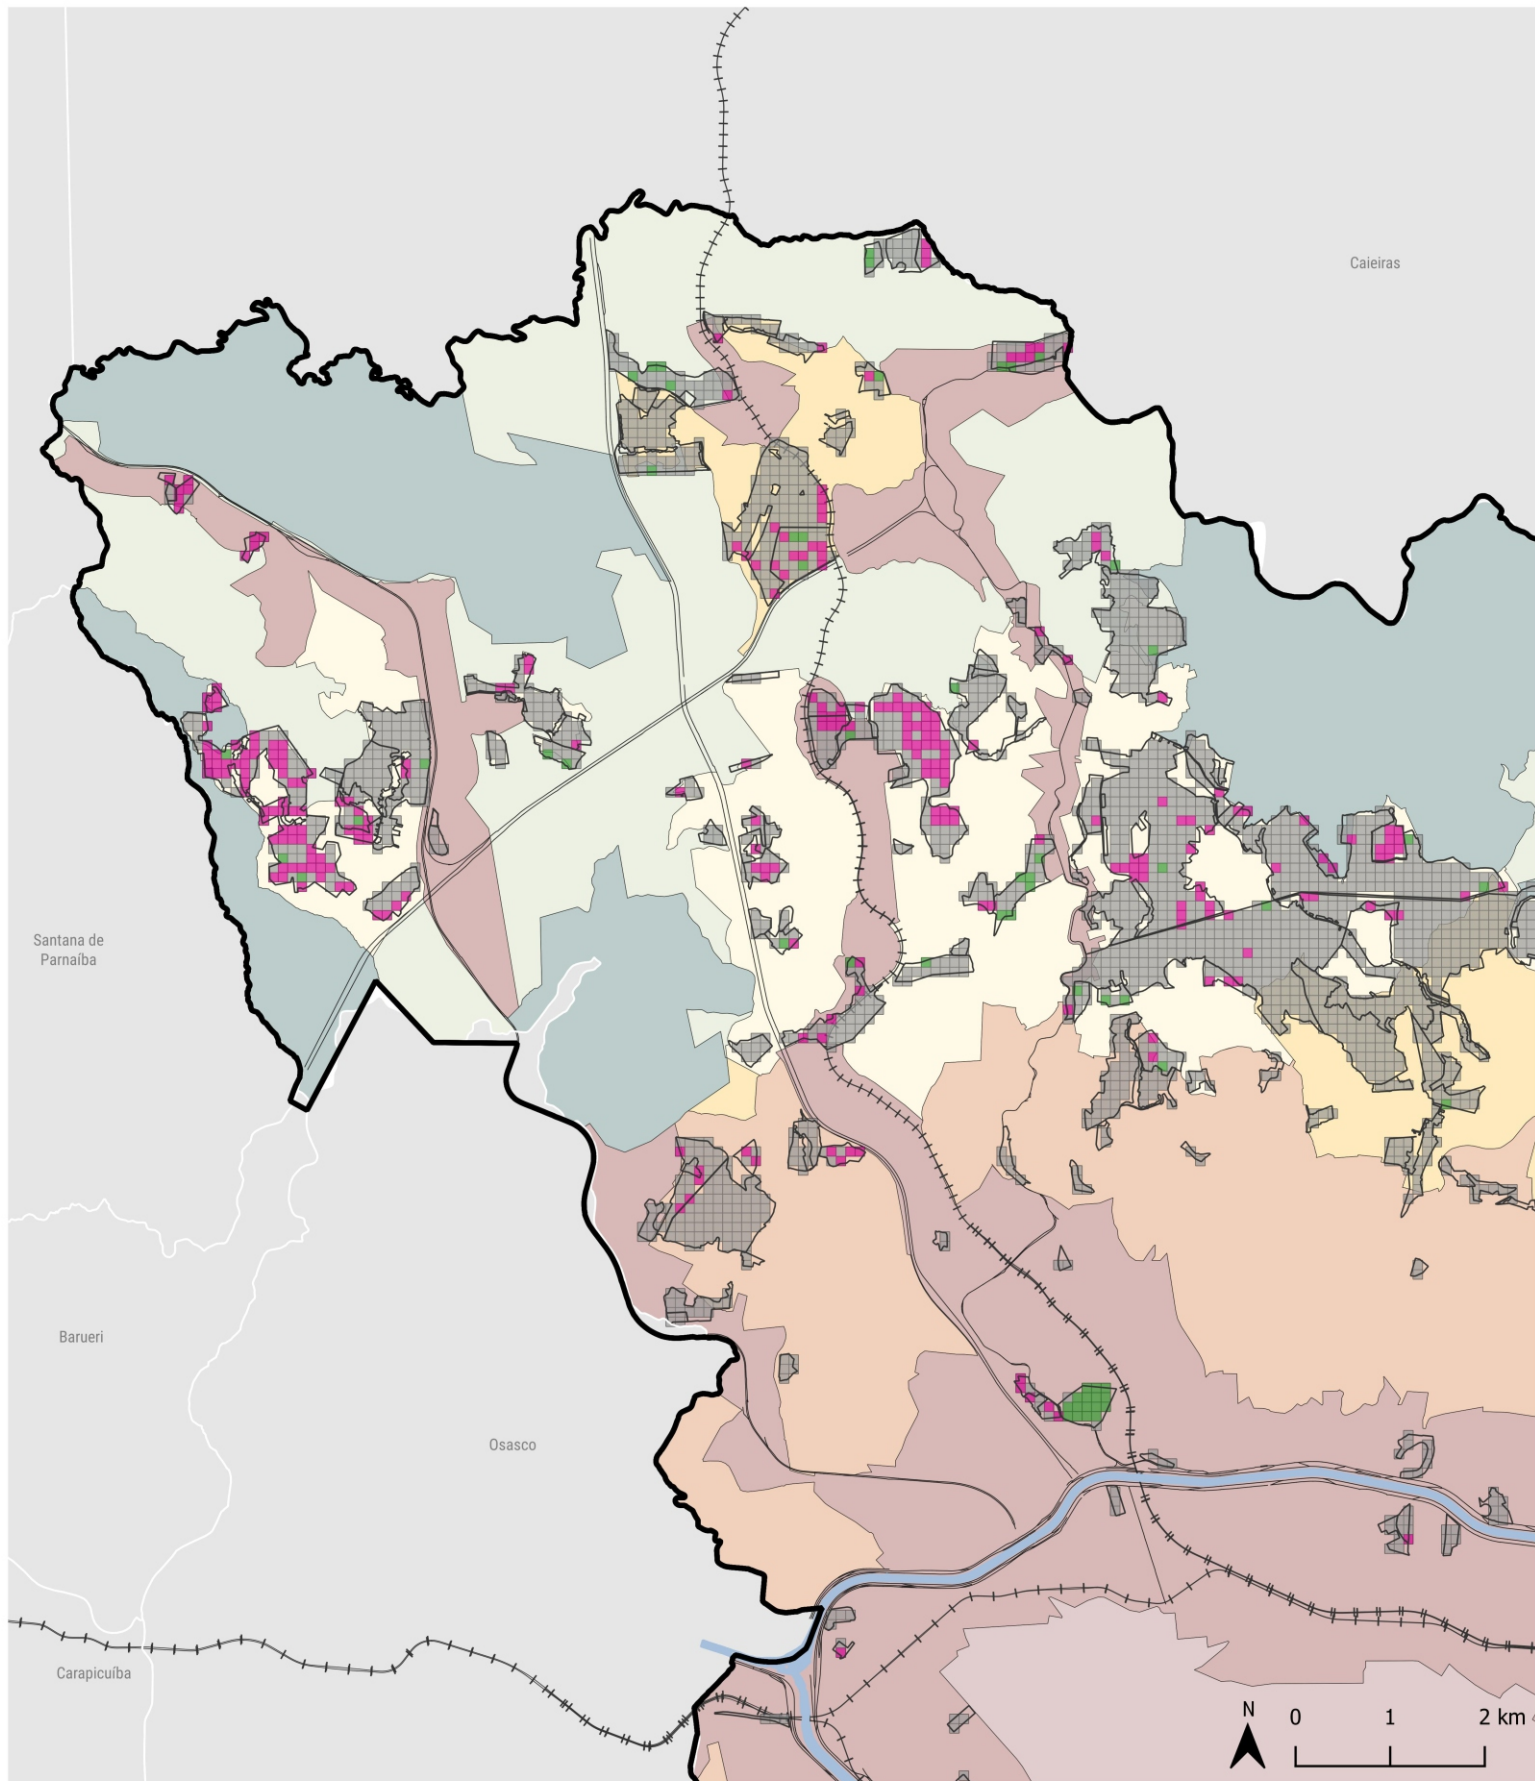 Caieiras
Santana de
Parnaíba
Barueri
Osasco
Carapicuíba
N
0 1 2 km